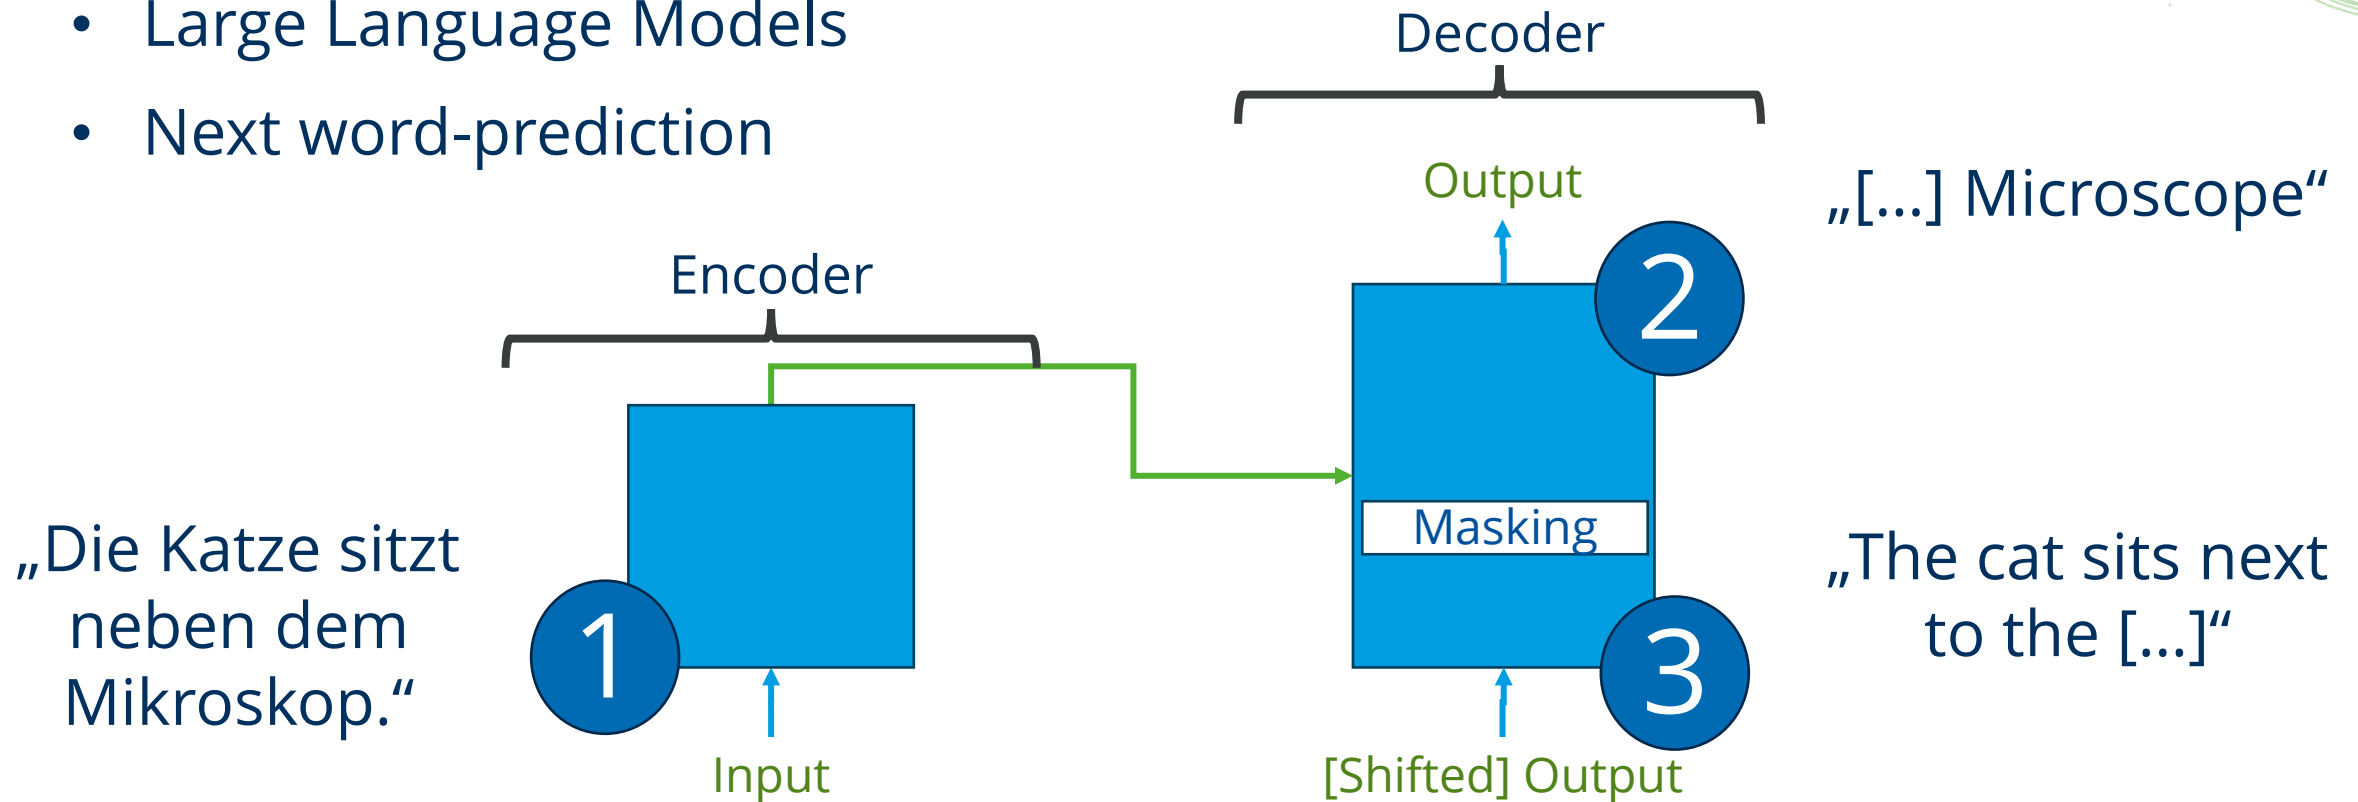 • Large Language Models
• Next word-prediction
Decoder
Output
„[…] Microscope“
2
Encoder
Masking
„Die Katze sitzt
neben dem
Mikroskop.“
1
„The cat sits next
to the […]“
3
Input
[Shifted] Output